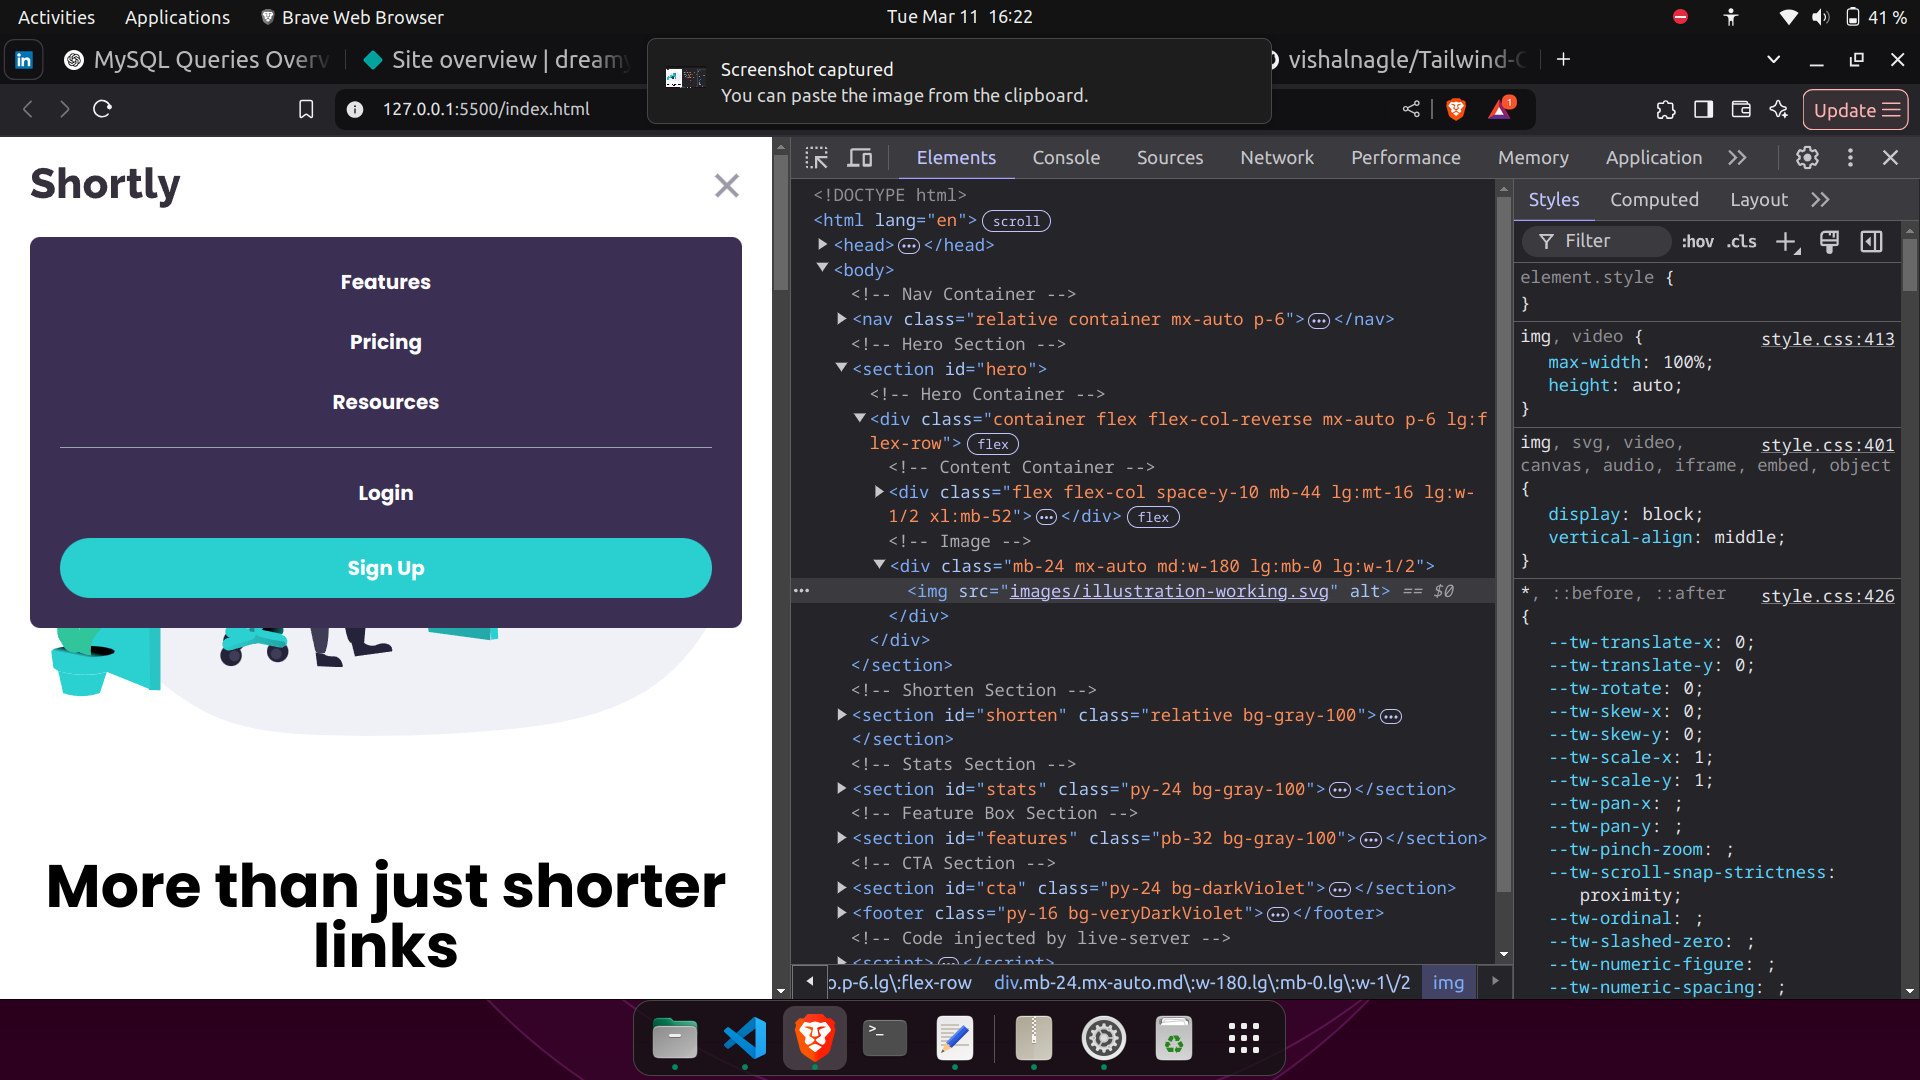 Activities Applications Brave Web Browser Tue Mar 11 16:22 41 %
MySQL Queries Overv Site overview | dreamy vishalnagle/Tailwind-C
Screenshot captured
You can paste the image from the clipboard.
127.0.0.1:5500/index.html 1 Update
Shortly
Features
Pricing
Resources
Login
Sign Up
More than just shorter
links
Elements Console Sources Network Performance Memory Application
<!DOCTYPE html>
<html lang="en"> scroll
<head> … </head>
<body>
<!-- Nav Container -->
<nav class="relative container mx-auto p-6"> … </nav>
<!-- Hero Section -->
<section id="hero">
<!-- Hero Container -->
<div class="container flex flex-col-reverse mx-auto p-6 lg:f
lex-row"> flex
<!-- Content Container -->
<div class="flex flex-col space-y-10 mb-44 lg:mt-16 lg:w-
1/2 xl:mb-52"> … </div> flex
<!-- Image -->
<div class="mb-24 mx-auto md:w-180 lg:mb-0 lg:w-1/2">
<img src="images/illustration-working.svg" alt> == $0
</div>
</div>
</section>
<!-- Shorten Section -->
<section id="shorten" class="relative bg-gray-100"> …
</section>
<!-- Stats Section -->
<section id="stats" class="py-24 bg-gray-100"> … </section>
<!-- Feature Box Section -->
<section id="features" class="pb-32 bg-gray-100"> … </section>
<!-- CTA Section -->
<section id="cta" class="py-24 bg-darkViolet"> … </section>
<footer class="py-16 bg-veryDarkViolet"> … </footer>
<!-- Code injected by live-server -->
<script> … </script>
p.p-6.lg\:flex-row div.mb-24.mx-auto.md\:w-180.lg\:mb-0.lg\:w-1\/2 img
Styles Computed Layout
Filter :hov .cls
element.style {
}
img, video { style.css:413
max-width: 100%;
height: auto;
}
img, svg, video, style.css:401
canvas, audio, iframe, embed, object
{
display: block;
vertical-align: middle;
}
*, ::before, ::after style.css:426
{
--tw-translate-x: 0;
--tw-translate-y: 0;
--tw-rotate: 0;
--tw-skew-x: 0;
--tw-skew-y: 0;
--tw-scale-x: 1;
--tw-scale-y: 1;
--tw-pan-x: ;
--tw-pan-y: ;
--tw-pinch-zoom: ;
--tw-scroll-snap-strictness:
proximity;
--tw-ordinal: ;
--tw-slashed-zero: ;
--tw-numeric-figure: ;
--tw-numeric-spacing: ;